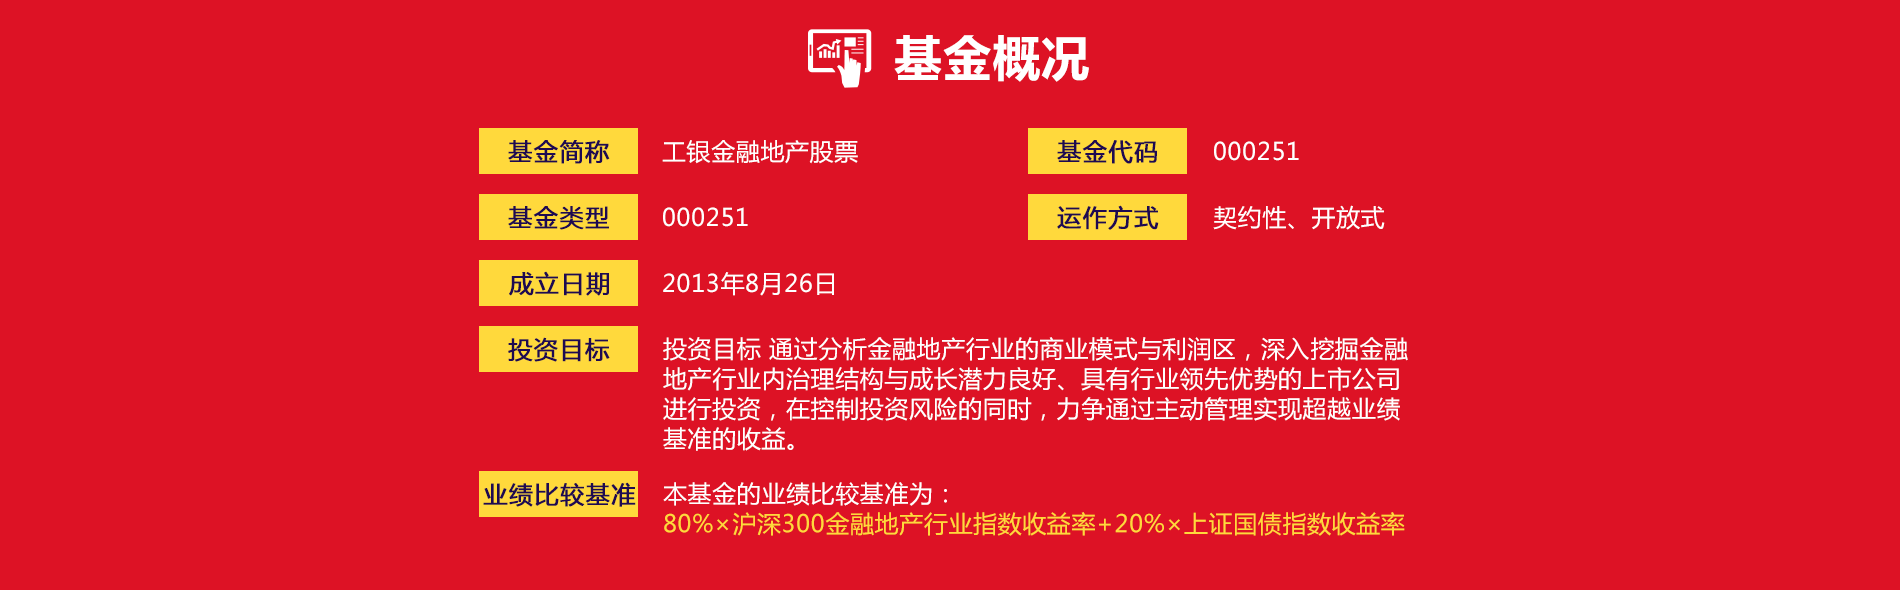 基金概况
基金简称 工银金融地产股票 基金代码 000251
基金类型 000251 运作方式 契约性、开放式
成立日期 2013年8月26日
投资目标 投资目标 通过分析金融地产行业的商业模式与利润区，深入挖掘金融
地产行业内治理结构与成长潜力良好、具有行业领先优势的上市公司
进行投资，在控制投资风险的同时，力争通过主动管理实现超越业绩
基准的收益。
业绩比较基准 本基金的业绩比较基准为：
80%×沪深300金融地产行业指数收益率+20%×上证国债指数收益率